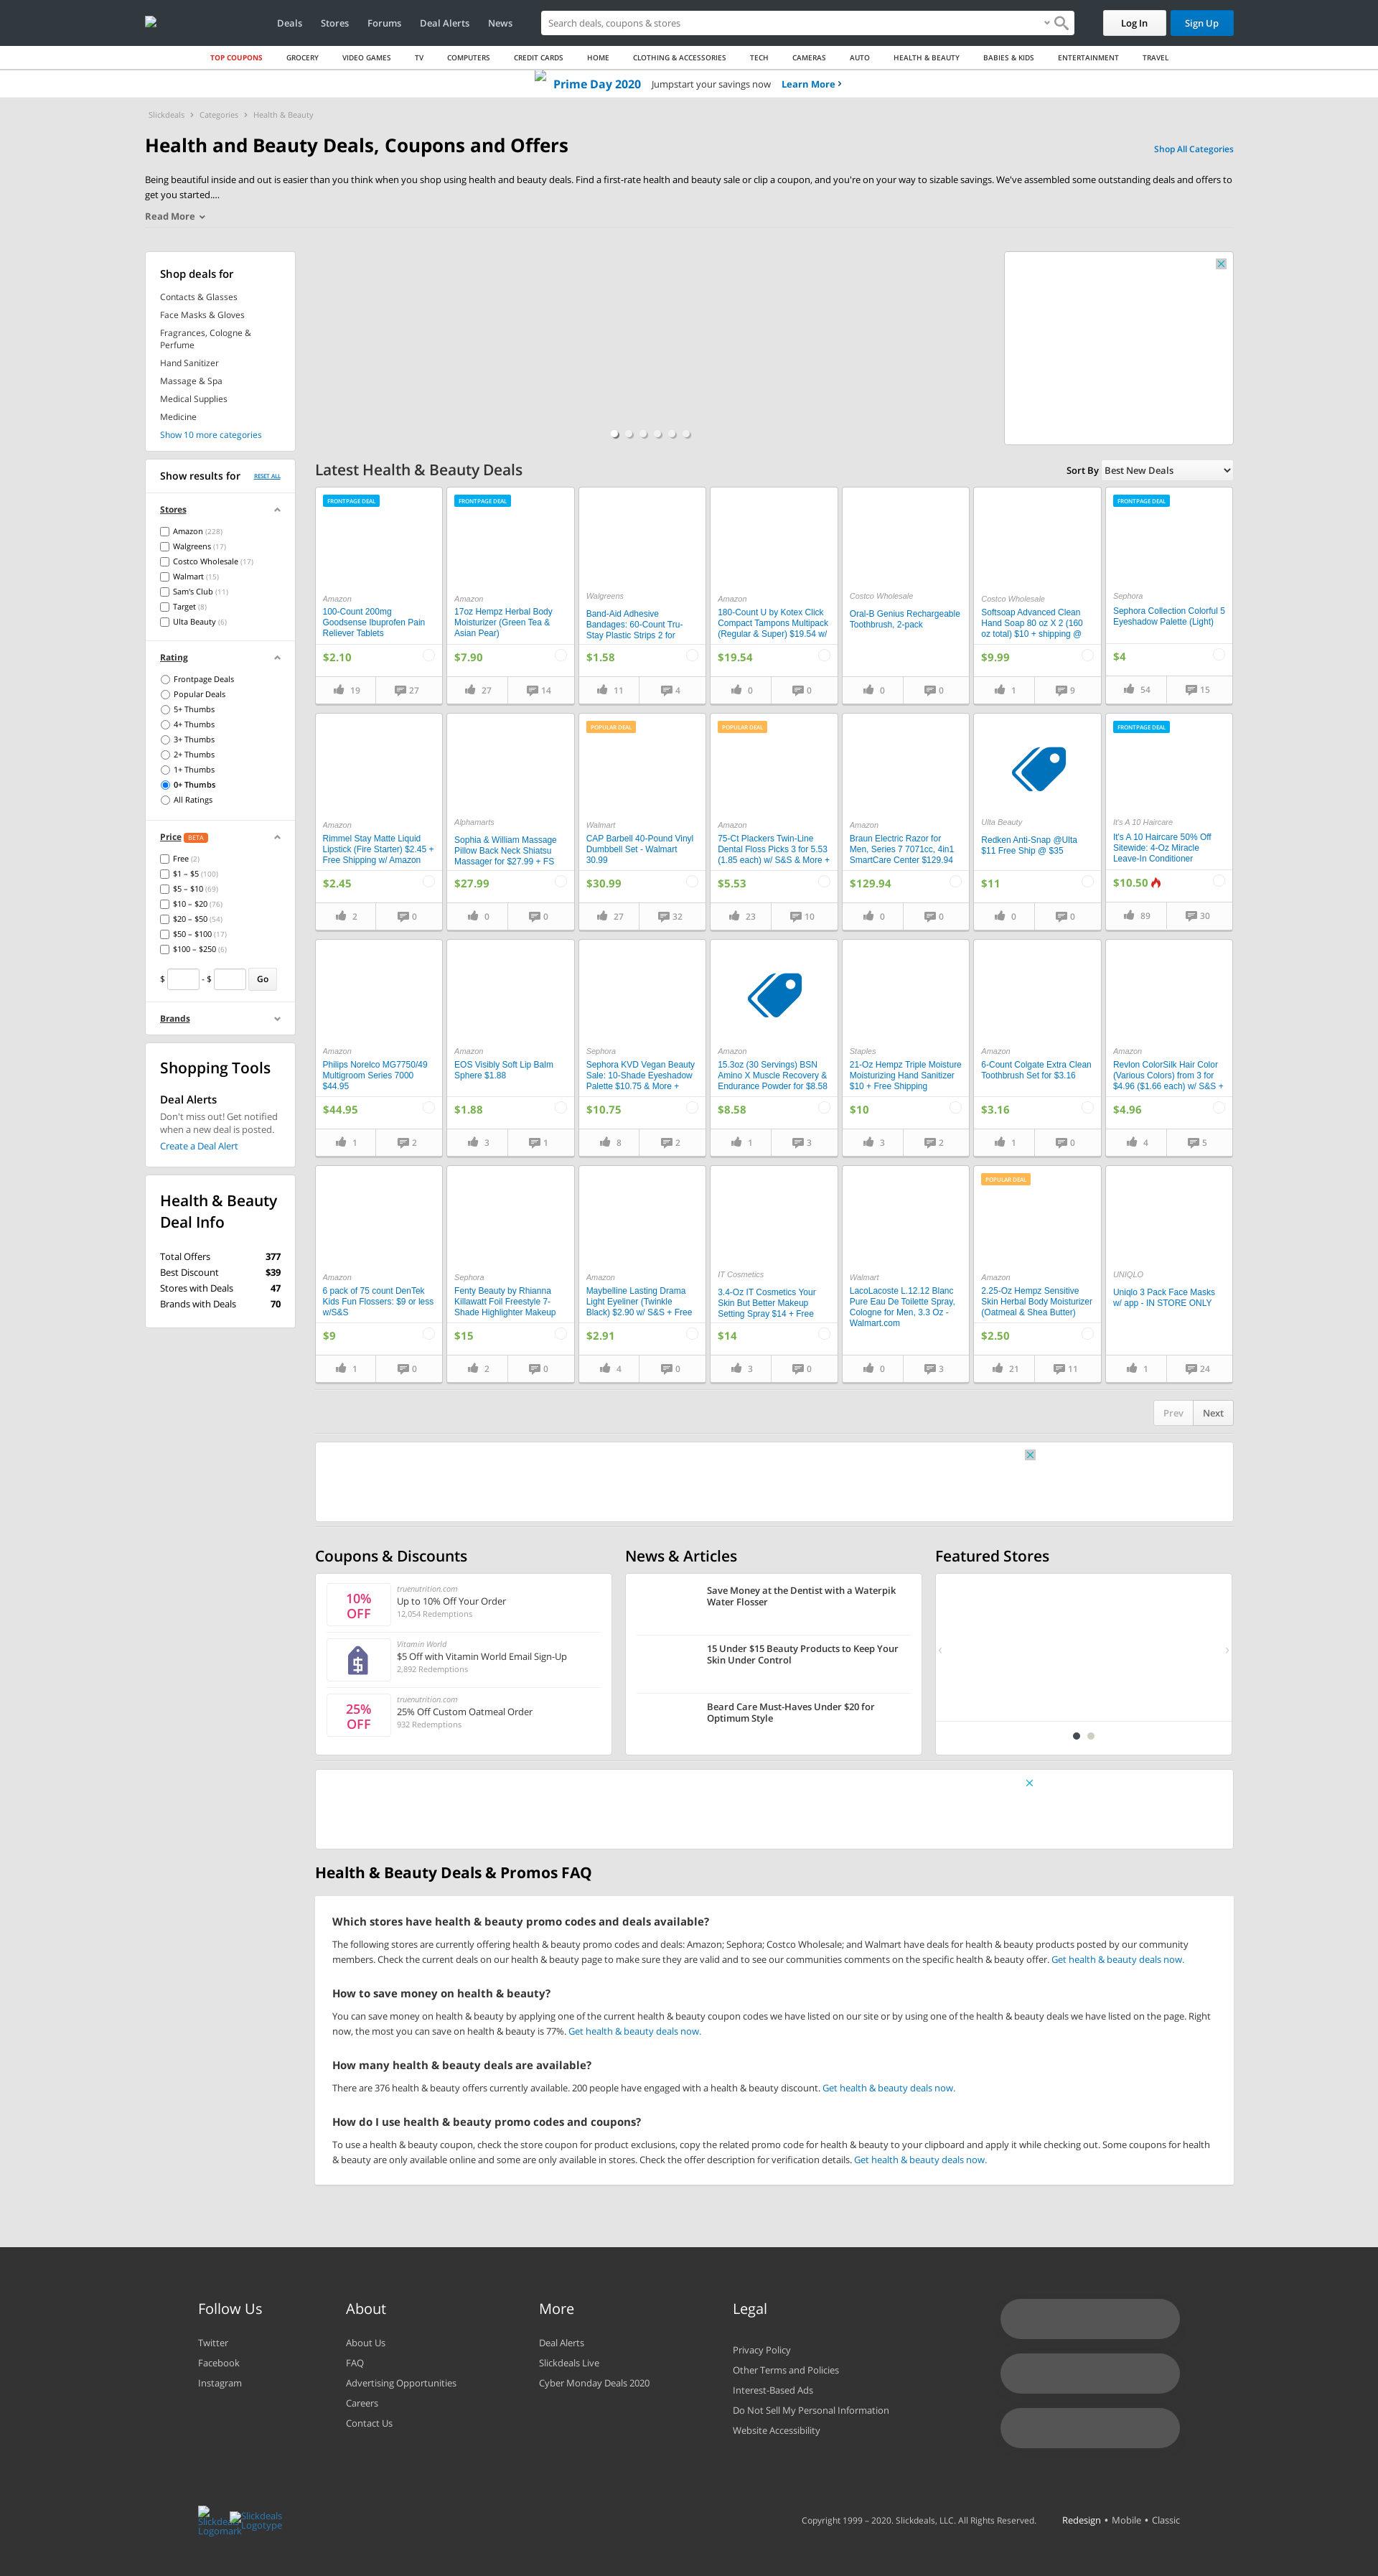 Deals Stores Forums Deal Alerts News
Search deals, coupons & stores
Log In Sign Up
TOP COUPONS GROCERY VIDEO GAMES TV COMPUTERS CREDIT CARDS HOME CLOTHING & ACCESSORIES TECH CAMERAS AUTO HEALTH & BEAUTY BABIES & KIDS ENTERTAINMENT TRAVEL
Prime Day 2020 Jumpstart your savings now Learn More
Slickdeals Categories Health & Beauty
Health and Beauty Deals, Coupons and Offers
Shop All Categories
Being beautiful inside and out is easier than you think when you shop using health and beauty deals. Find a first-rate health and beauty sale or clip a coupon, and you're on your way to sizable savings. We've assembled some outstanding deals and offers to
get you started....
Read More
Shop deals for
Contacts & Glasses
Face Masks & Gloves
Fragrances, Cologne &
Perfume
Hand Sanitizer
Massage & Spa
Medical Supplies
Medicine
Show 10 more categories
Show results for RESET ALL
Stores
Amazon (228)
Walgreens (17)
Costco Wholesale (17)
Walmart (15)
Sam's Club (11)
Target (8)
Ulta Beauty (6)
Rating
Frontpage Deals
Popular Deals
5+ Thumbs
4+ Thumbs
3+ Thumbs
2+ Thumbs
1+ Thumbs
0+ Thumbs
All Ratings
Price BETA
Free (2)
$1 – $5 (100)
$5 – $10 (69)
$10 – $20 (76)
$20 – $50 (54)
$50 – $100 (17)
$100 – $250 (6)
$ - $ Go
Brands
Shopping Tools
Deal Alerts
Don't miss out! Get notified
when a new deal is posted.
Create a Deal Alert
Health & Beauty
Deal Info
Total Offers 377
Best Discount $39
Stores with Deals 47
Brands with Deals 70
Latest Health & Beauty Deals
Sort By Best New Deals
FRONTPAGE DEAL
Amazon
100-Count 200mg
Goodsense Ibuprofen Pain
Reliever Tablets
$2.10
19 27
FRONTPAGE DEAL
Amazon
17oz Hempz Herbal Body
Moisturizer (Green Tea &
Asian Pear)
$7.90
27 14
Walgreens
Band-Aid Adhesive
Bandages: 60-Count Tru-
Stay Plastic Strips 2 for
$1.58
11 4
Amazon
180-Count U by Kotex Click
Compact Tampons Multipack
(Regular & Super) $19.54 w/
$19.54
0 0
Costco Wholesale
Oral-B Genius Rechargeable
Toothbrush, 2-pack
0 0
Costco Wholesale
Softsoap Advanced Clean
Hand Soap 80 oz X 2 (160
oz total) $10 + shipping @
$9.99
1 9
FRONTPAGE DEAL
Sephora
Sephora Collection Colorful 5
Eyeshadow Palette (Light)
$4
54 15
Amazon
Rimmel Stay Matte Liquid
Lipstick (Fire Starter) $2.45 +
Free Shipping w/ Amazon
$2.45
2 0
Alphamarts
Sophia & William Massage
Pillow Back Neck Shiatsu
Massager for $27.99 + FS
$27.99
0 0
POPULAR DEAL
Walmart
CAP Barbell 40-Pound Vinyl
Dumbbell Set - Walmart
30.99
$30.99
27 32
POPULAR DEAL
Amazon
75-Ct Plackers Twin-Line
Dental Floss Picks 3 for 5.53
(1.85 each) w/ S&S & More +
$5.53
23 10
Amazon
Braun Electric Razor for
Men, Series 7 7071cc, 4in1
SmartCare Center $129.94
$129.94
0 0
Ulta Beauty
Redken Anti-Snap @Ulta
$11 Free Ship @ $35
$11
0 0
FRONTPAGE DEAL
It's A 10 Haircare
It's A 10 Haircare 50% Off
Sitewide: 4-Oz Miracle
Leave-In Conditioner
$10.50
89 30
Amazon
Philips Norelco MG7750/49
Multigroom Series 7000
$44.95
$44.95
1 2
Amazon
EOS Visibly Soft Lip Balm
Sphere $1.88
$1.88
3 1
Sephora
Sephora KVD Vegan Beauty
Sale: 10-Shade Eyeshadow
Palette $10.75 & More +
$10.75
8 2
Amazon
15.3oz (30 Servings) BSN
Amino X Muscle Recovery &
Endurance Powder for $8.58
$8.58
1 3
Staples
21-Oz Hempz Triple Moisture
Moisturizing Hand Sanitizer
$10 + Free Shipping
$10
3 2
Amazon
6-Count Colgate Extra Clean
Toothbrush Set for $3.16
$3.16
1 0
Amazon
Revlon ColorSilk Hair Color
(Various Colors) from 3 for
$4.96 ($1.66 each) w/ S&S +
$4.96
4 5
Amazon
6 pack of 75 count DenTek
Kids Fun Flossers: $9 or less
w/S&S
$9
1 0
Sephora
Fenty Beauty by Rhianna
Killawatt Foil Freestyle 7-
Shade Highlighter Makeup
$15
2 0
Amazon
Maybelline Lasting Drama
Light Eyeliner (Twinkle
Black) $2.90 w/ S&S + Free
$2.91
4 0
IT Cosmetics
3.4-Oz IT Cosmetics Your
Skin But Better Makeup
Setting Spray $14 + Free
$14
3 0
Walmart
LacoLacoste L.12.12 Blanc
Pure Eau De Toilette Spray,
Cologne for Men, 3.3 Oz -
Walmart.com
0 3
POPULAR DEAL
Amazon
2.25-Oz Hempz Sensitive
Skin Herbal Body Moisturizer
(Oatmeal & Shea Butter)
$2.50
21 11
UNIQLO
Uniqlo 3 Pack Face Masks
w/ app - IN STORE ONLY
1 24
Prev Next
Coupons & Discounts
10%
OFF
truenutrition.com
Up to 10% Off Your Order
12,054 Redemptions
Vitamin World
$5 Off with Vitamin World Email Sign-Up
2,892 Redemptions
25%
OFF
truenutrition.com
25% Off Custom Oatmeal Order
932 Redemptions
News & Articles
Save Money at the Dentist with a Waterpik
Water Flosser
15 Under $15 Beauty Products to Keep Your
Skin Under Control
Beard Care Must-Haves Under $20 for
Optimum Style
Featured Stores
Health & Beauty Deals & Promos FAQ
Which stores have health & beauty promo codes and deals available?
The following stores are currently offering health & beauty promo codes and deals: Amazon; Sephora; Costco Wholesale; and Walmart have deals for health & beauty products posted by our community
members. Check the current deals on our health & beauty page to make sure they are valid and to see our communities comments on the specific health & beauty offer. Get health & beauty deals now.
How to save money on health & beauty?
You can save money on health & beauty by applying one of the current health & beauty coupon codes we have listed on our site or by using one of the health & beauty deals we have listed on the page. Right
now, the most you can save on health & beauty is 77%. Get health & beauty deals now.
How many health & beauty deals are available?
There are 376 health & beauty offers currently available. 200 people have engaged with a health & beauty discount. Get health & beauty deals now.
How do I use health & beauty promo codes and coupons?
To use a health & beauty coupon, check the store coupon for product exclusions, copy the related promo code for health & beauty to your clipboard and apply it while checking out. Some coupons for health
& beauty are only available online and some are only available in stores. Check the offer description for verification details. Get health & beauty deals now.
Follow Us
Twitter
Facebook
Instagram
About
About Us
FAQ
Advertising Opportunities
Careers
Contact Us
More
Deal Alerts
Slickdeals Live
Cyber Monday Deals 2020
Legal
Privacy Policy
Other Terms and Policies
Interest-Based Ads
Do Not Sell My Personal Information
Website Accessibility
Slickdeals
Logomark
Slickdeals
Logotype
Copyright 1999 – 2020. Slickdeals, LLC. All Rights Reserved.
Redesign • Mobile • Classic